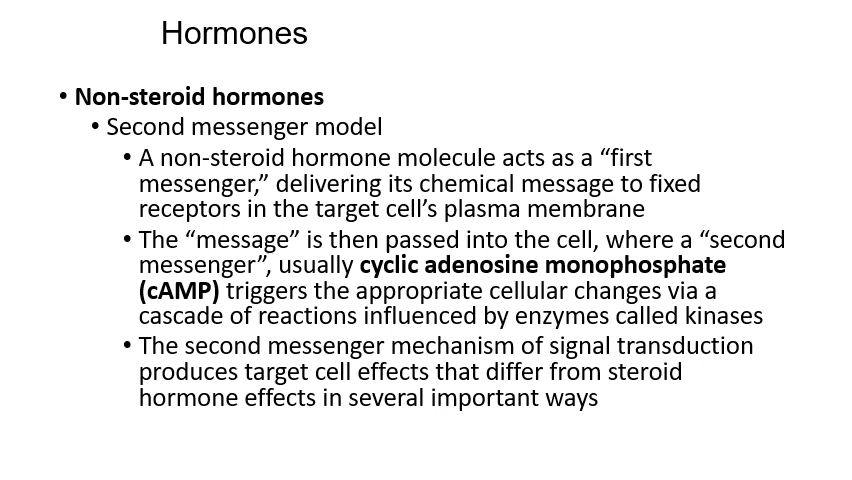 Hormones
• Non-steroid hormones
• Second messenger model
• A non-steroid hormone molecule acts as a “first
messenger,” delivering its chemical message to fixed
receptors in the target cell’s plasma membrane
• The “message” is then passed into the cell, where a “second
messenger”, usually cyclic adenosine monophosphate
(cAMP) triggers the appropriate cellular changes via a
cascade of reactions influenced by enzymes called kinases
• The second messenger mechanism of signal transduction
produces target cell effects that differ from steroid
hormone effects in several important ways